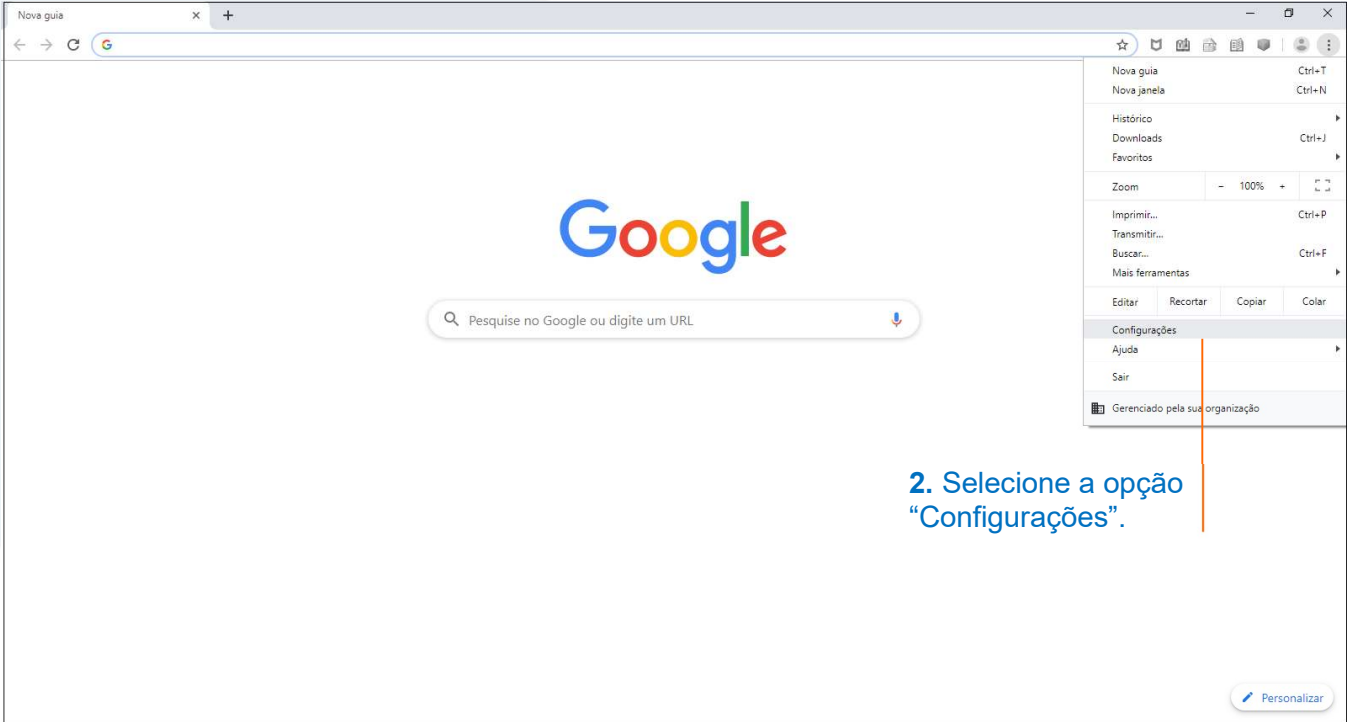 Nova guia
Nova guia Ctrl+T
Nova janela Ctrl+N
Histórico
Downloads Ctrl+J
Favoritos
Zoom - 100% +
Google
Imprimir... Ctrl+P
Transmitir...
Buscar... Ctrl+F
Mais ferramentas
Editar Recortar Copiar Colar
Pesquise no Google ou digite um URL
Configurações
Ajuda
Sair
Gerenciado pela sua organização
2. Selecione a opção
“Configurações”.
Personalizar